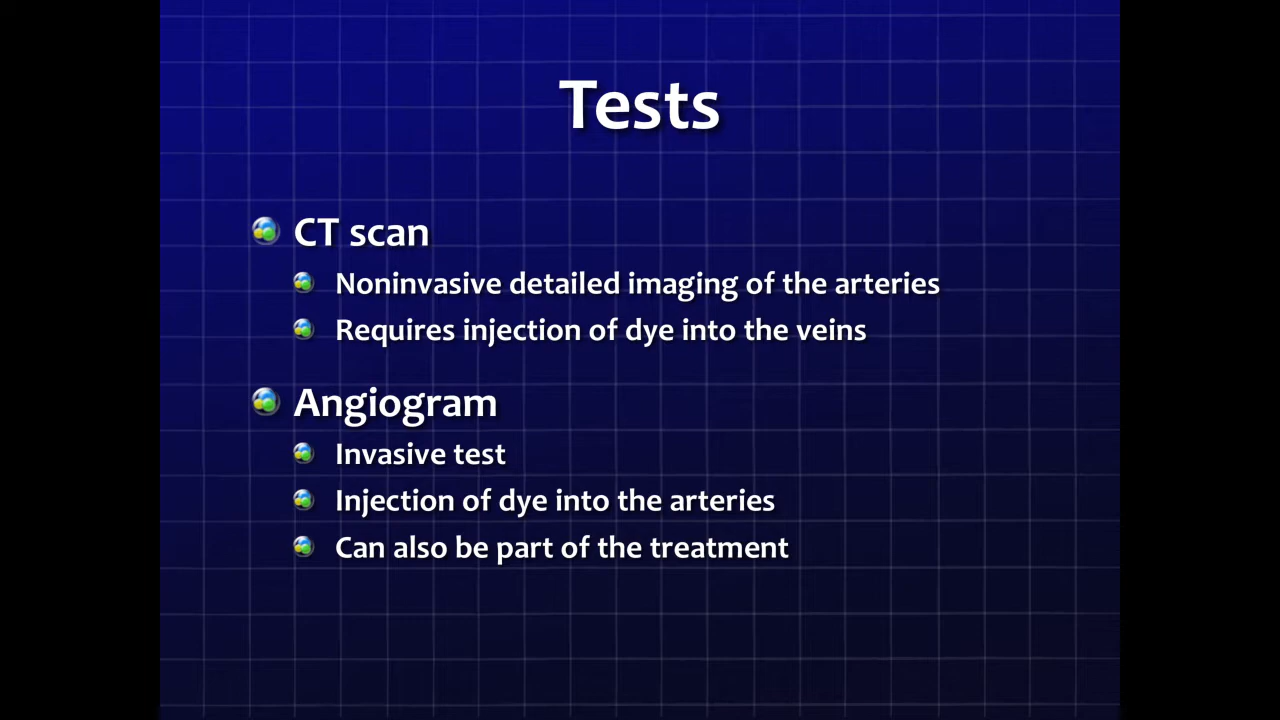 Tests
CT scan
Noninvasive detailed imaging of the arteries
Requires injection of dye into the veins
Angiogram
Invasive test
Injection of dye into the arteries
Can also be part of the treatment